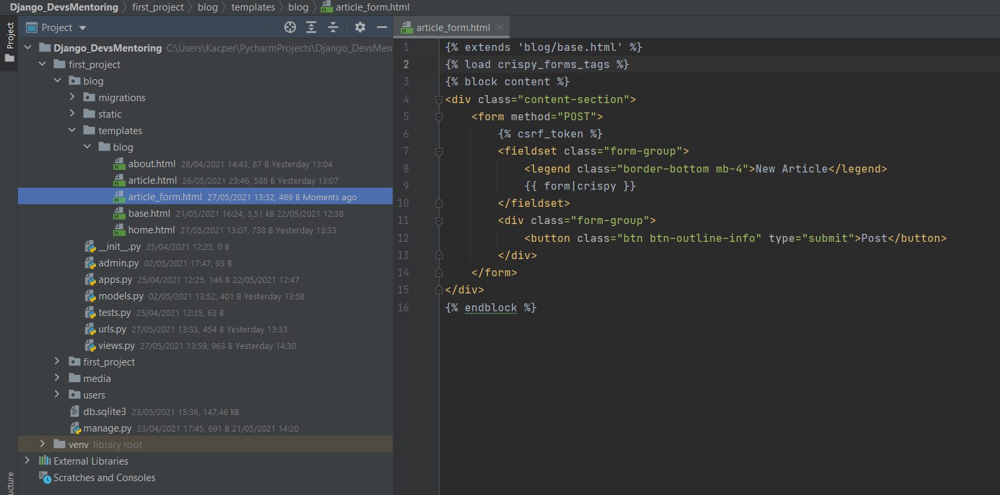 Django_DevsMentoring first_project blog templates blog article_form.html
Project
Project
article_form.html
Django_DevsMentoring C:\Users\Kacper\PycharmProjects\Django_DevsMen
first_project
blog
migrations
static
templates
blog
about.html 28/04/2021 14:43, 87 B Yesterday 13:04
article.html 26/05/2021 23:46, 588 B Yesterday 13:07
article_form.html 27/05/2021 13:32, 489 B Moments ago
base.html 21/05/2021 16:24, 3,51 kB 22/05/2021 12:38
home.html 27/05/2021 13:07, 738 B Yesterday 13:33
__init__.py 25/04/2021 12:25, 0 B
admin.py 02/05/2021 17:47, 95 B
apps.py 25/04/2021 12:25, 146 B 22/05/2021 12:47
models.py 02/05/2021 13:52, 401 B Yesterday 13:58
tests.py 25/04/2021 12:25, 63 B
urls.py 27/05/2021 13:33, 454 B Yesterday 13:33
views.py 27/05/2021 13:59, 963 B Yesterday 14:30
first_project
media
users
db.sqlite3 23/05/2021 15:36, 147,46 kB
manage.py 23/04/2021 17:45, 691 B 21/05/2021 14:20
venv library root
External Libraries
Scratches and Consoles
ucture
1 {% extends 'blog/base.html' %}
2 {% load crispy_forms_tags %}
3 {% block content %}
4 <div class="content-section">
5 <form method="POST">
6 {% csrf_token %}
7 <fieldset class="form-group">
8 <legend class="border-bottom mb-4">New Article</legend>
9 {{ form|crispy }}
10 </fieldset>
11 <div class="form-group">
12 <button class="btn btn-outline-info" type="submit">Post</button>
13 </div>
14 </form>
15 </div>
16 {% endblock %}